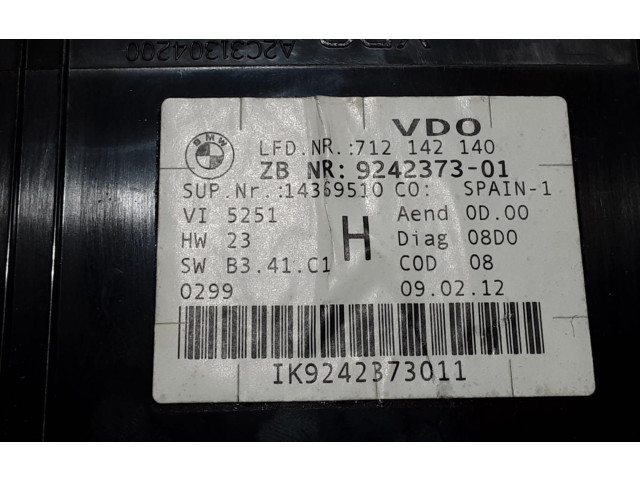 VDO
A2C31304200
VDO
BMW
LFD.NR.:712 142 140
ZB NR: 9242373-01
SUP.Nr.:14369510 CO: SPAIN-1
VI 5251 Aend 0D.00
HW 23 H Diag 08D0
SW B3.41.C1 COD 08
0299 09.02.12
IK9242373011